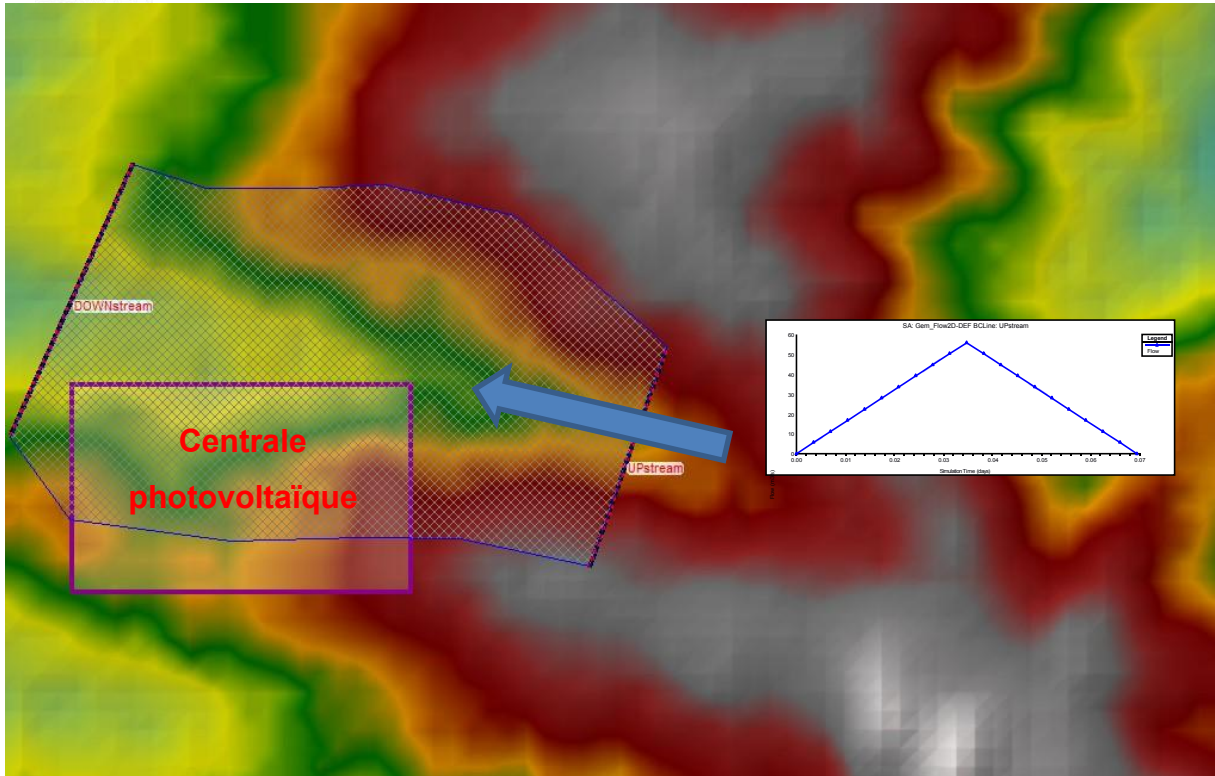 DOWNstream
Centrale
photovoltaïque
UPstream
SA: Gem_Flow2D-DEF BCLine: UPstream
Legend
Flow
60
50
40
30
20
10
0
0.00 0.01 0.02 0.03 0.04 0.05 0.06 0.07
Simulation Time (days)